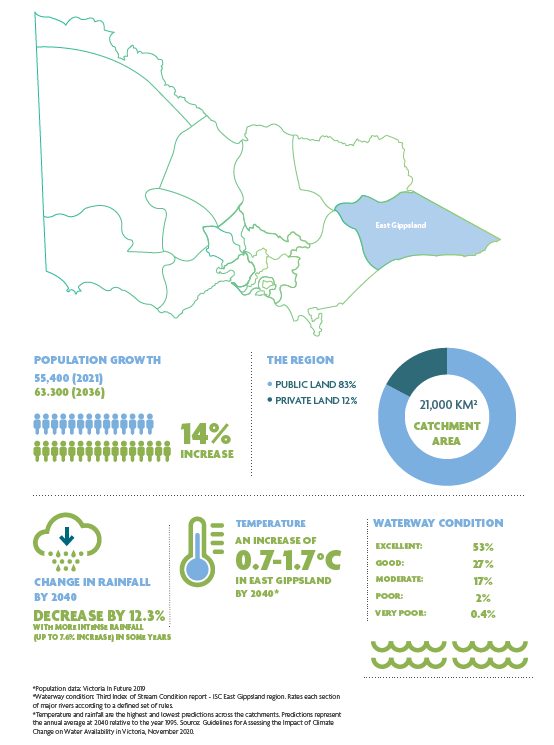 East Gippsland
POPULATION GROWTH
55,400 (2021)
63.300 (2036)
14%
INCREASE
THE REGION
PUBLIC LAND 83%
PRIVATE LAND 12%
21,000 KM²
CATCHMENT
AREA
CHANGE IN RAINFALL
BY 2040
DECREASE BY 12.3%
WITH MORE INTENSE RAINFALL
(UP TO 7.6% INCREASE) IN SOME YEARS
TEMPERATURE
AN INCREASE OF
0.7-1.7°C
IN EAST GIPPSLAND
BY 2040*
WATERWAY CONDITION
EXCELLENT: 53%
GOOD: 27%
MODERATE: 17%
POOR: 2%
VERY POOR: 0.4%
*Population data: Victoria In Future 2019
*Waterway condition: Third Index of Stream Condition report - ISC East Gippsland region. Rates each section
of major rivers according to a defined set of rules.
*Temperature and rainfall are the highest and lowest predictions across the catchments. Predictions represent
the annual average at 2040 relative to the year 1995. Source: Guidelines for Assessing the Impact of Climate
Change on Water Availability in Victoria, November 2020.